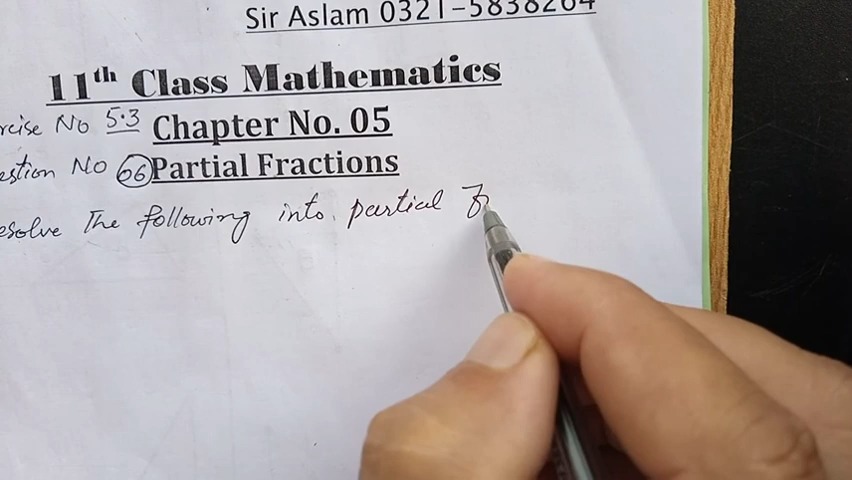 Sir Aslam 0321-5838264
11th Class Mathematics
rcise No 5.3 Chapter No. 05
estion No 06 Partial Fractions
esolve The following into partial Fr